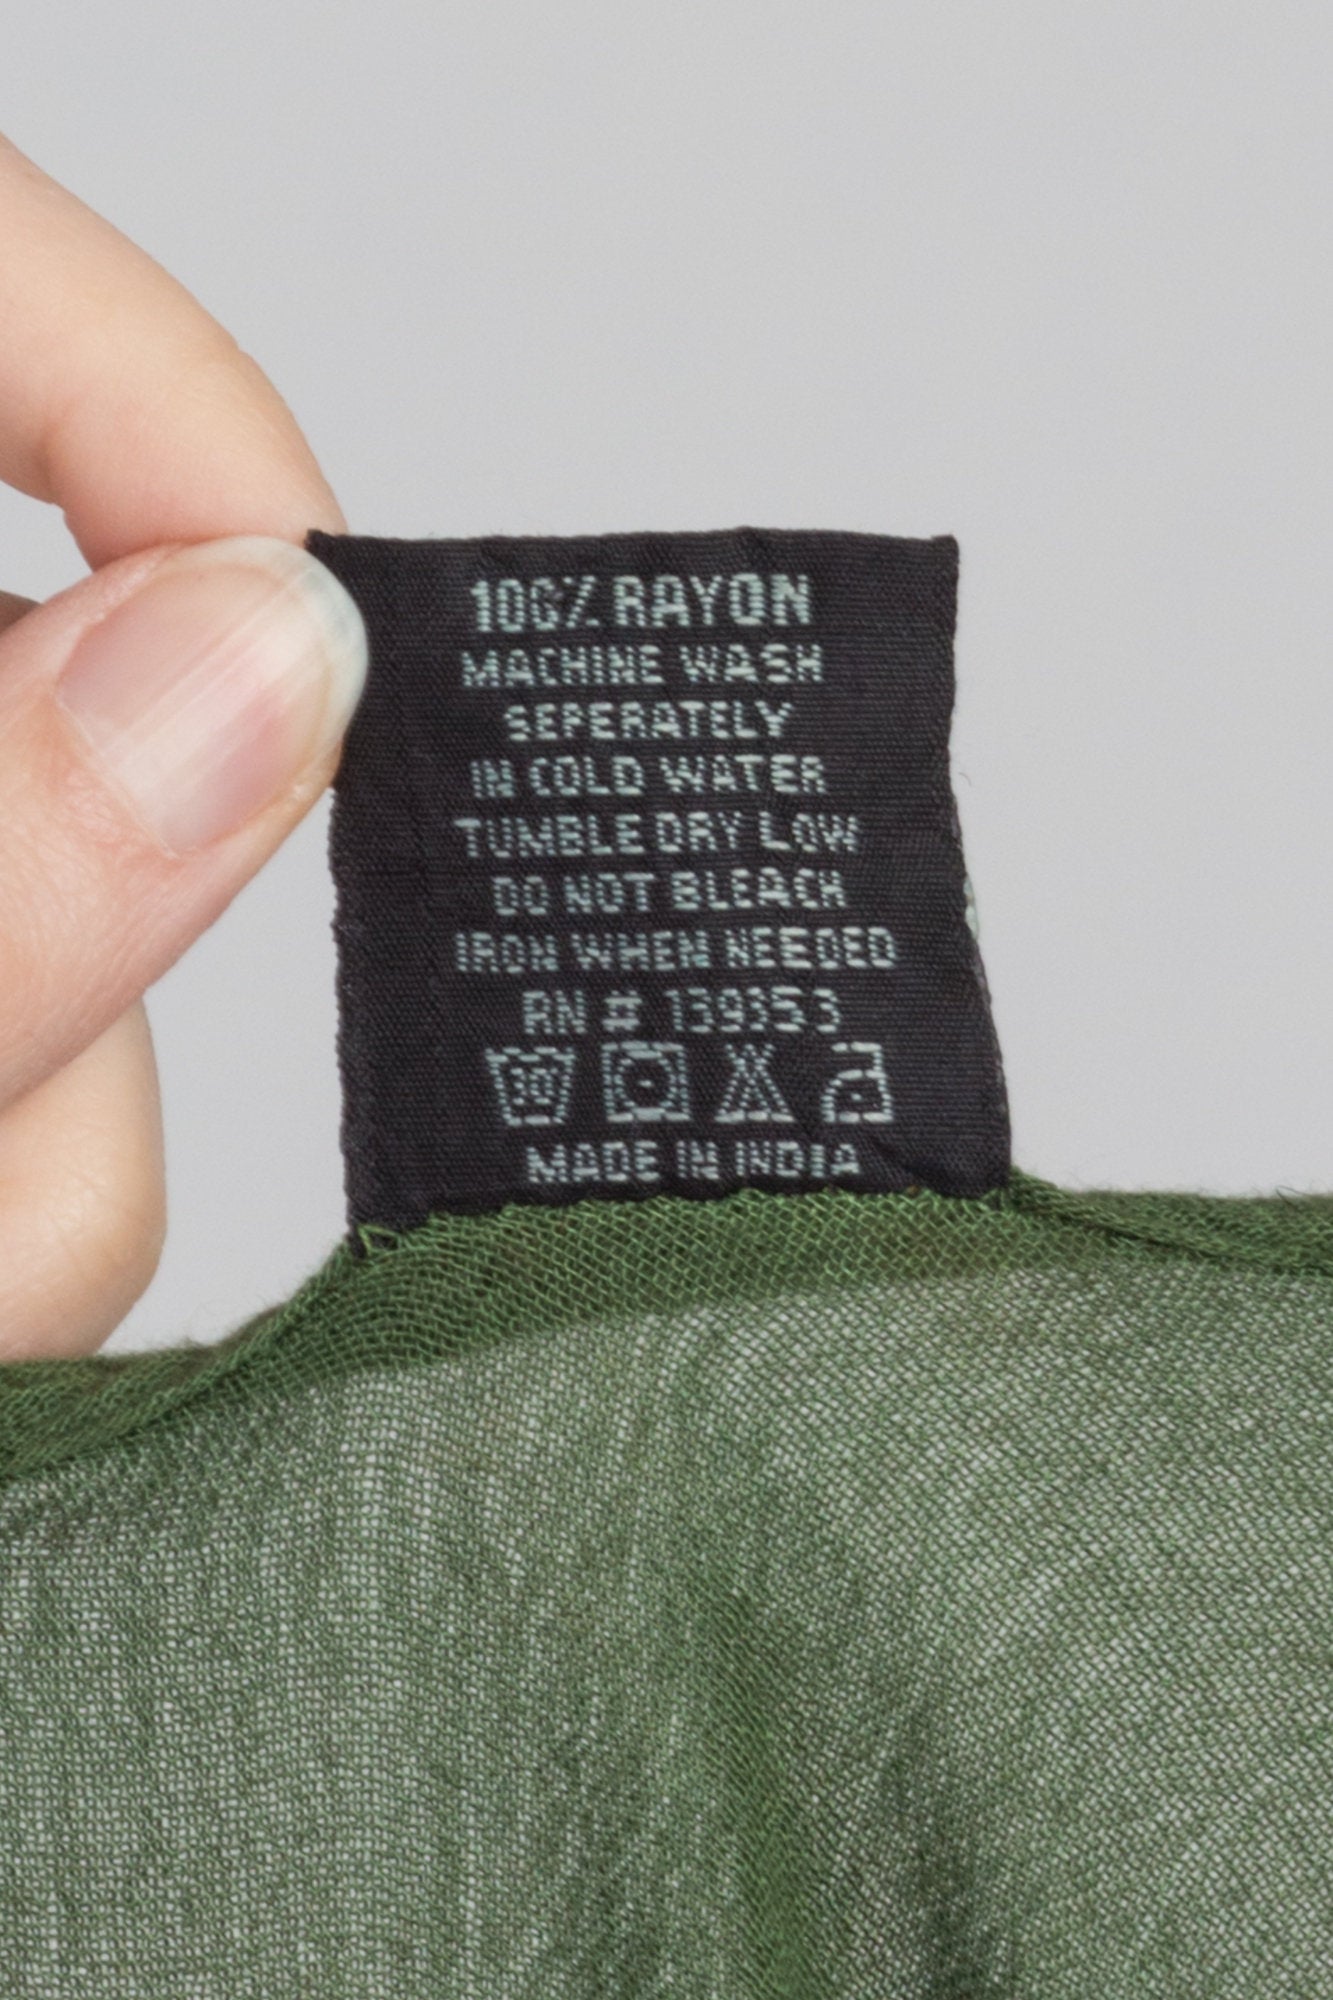 100% RAYON
MACHINE WASH
SEPERATELY
IN COLD WATER
TUMBLE DRY LOW
DO NOT BLEACH
IRON WHEN NEEDED
RN # 139353
30
MADE IN INDIA